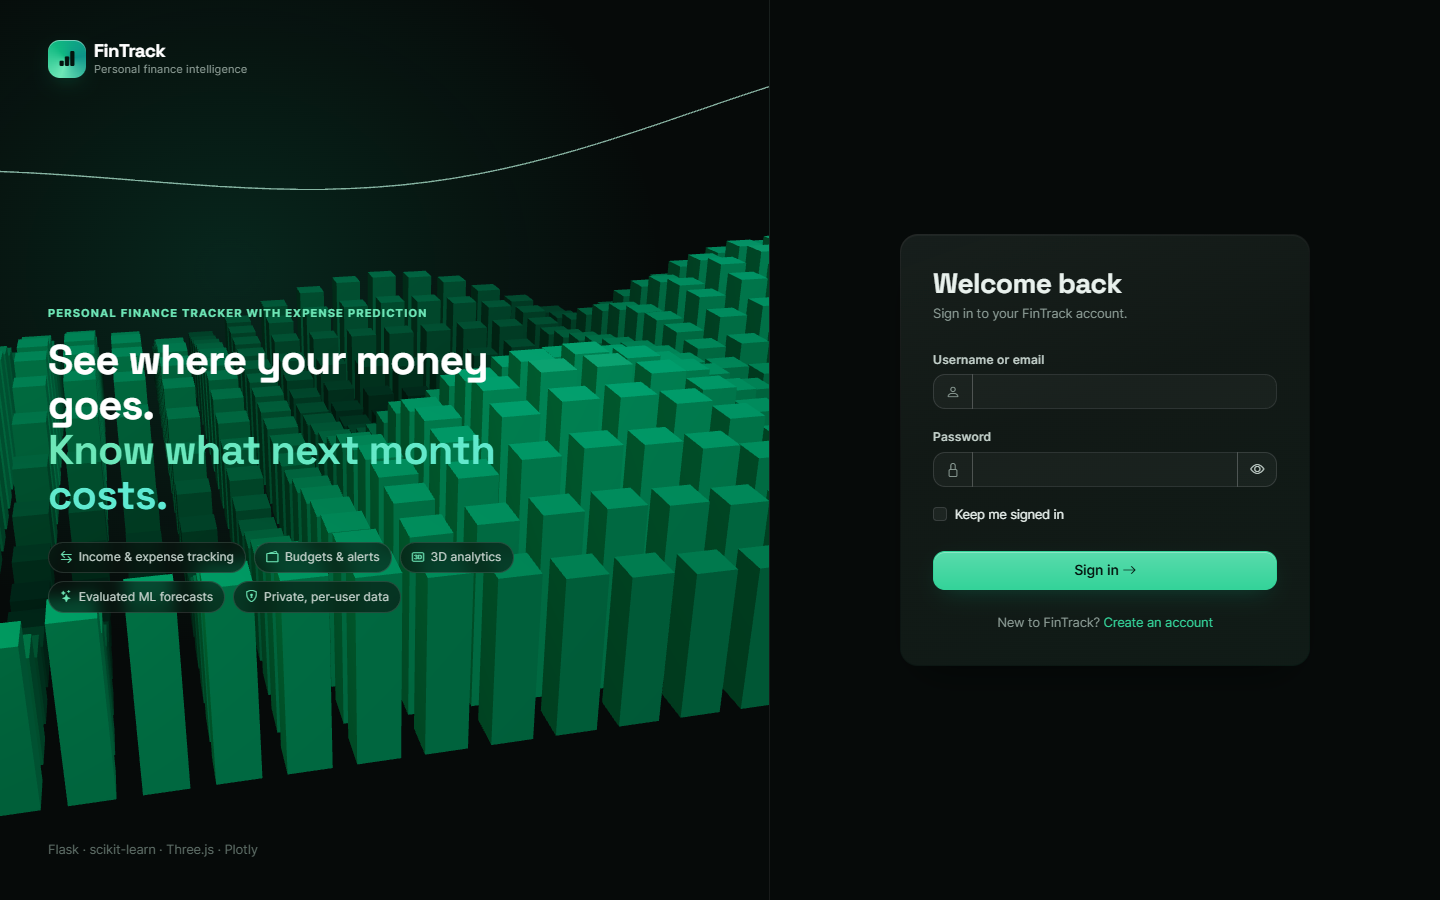 FinTrack
Personal finance intelligence
PERSONAL FINANCE TRACKER WITH EXPENSE PREDICTION
See where your money
goes.
Know what next month
costs.
Income & expense tracking
Budgets & alerts
3D analytics
Evaluated ML forecasts
Private, per-user data
Flask · scikit-learn · Three.js · Plotly
Welcome back
Sign in to your FinTrack account.
Username or email
Password
Keep me signed in
Sign in →
New to FinTrack? Create an account